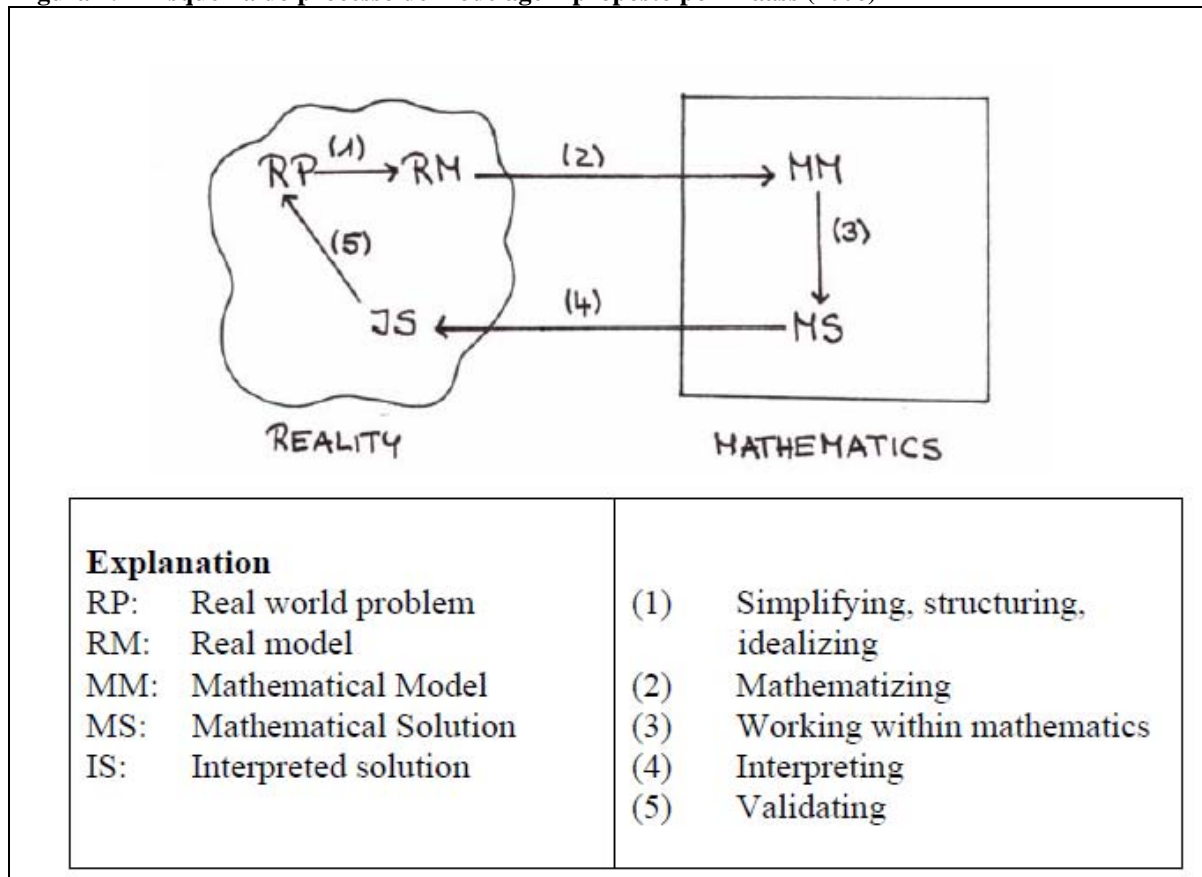 (1)
RP
RM
(2)
MM
(5)
(3)
IS
(4)
MS
REALITY
MATHEMATICS
Explanation
RP: Real world problem
RM: Real model
MM: Mathematical Model
MS: Mathematical Solution
IS: Interpreted solution
(1) Simplifying, structuring,
idealizing
(2) Mathematizing
(3) Working within mathematics
(4) Interpreting
(5) Validating